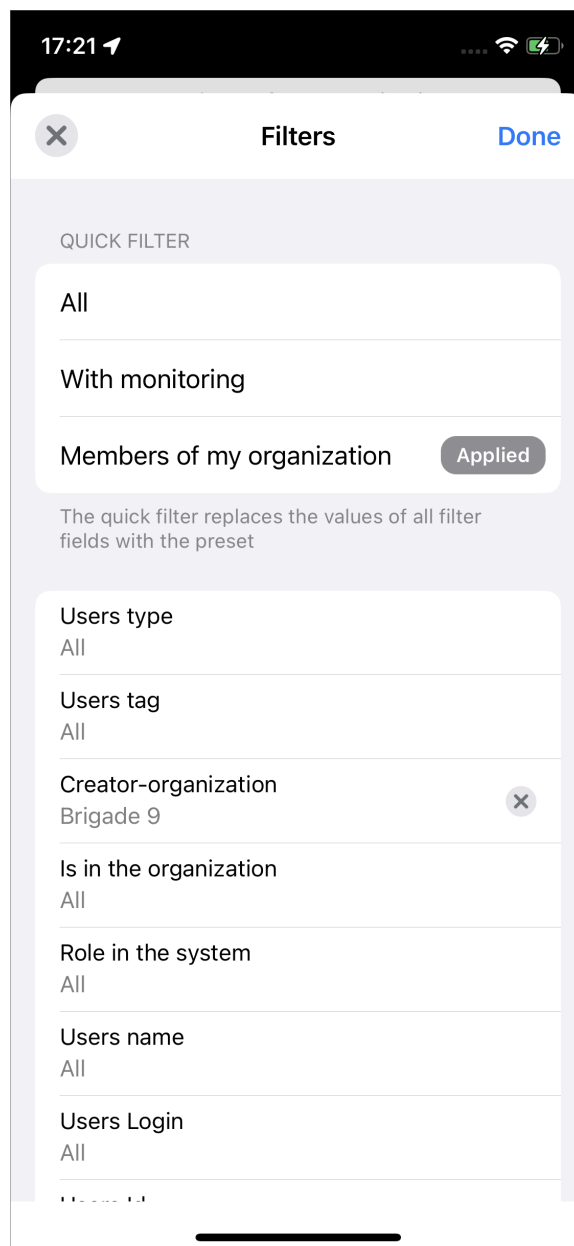 17:21
Filters
Done
QUICK FILTER
All
With monitoring
Members of my organization
Applied
The quick filter replaces the values of all filter
fields with the preset
Users type
All
Users tag
All
Creator-organization
Brigade 9
Is in the organization
All
Role in the system
All
Users name
All
Users Login
All